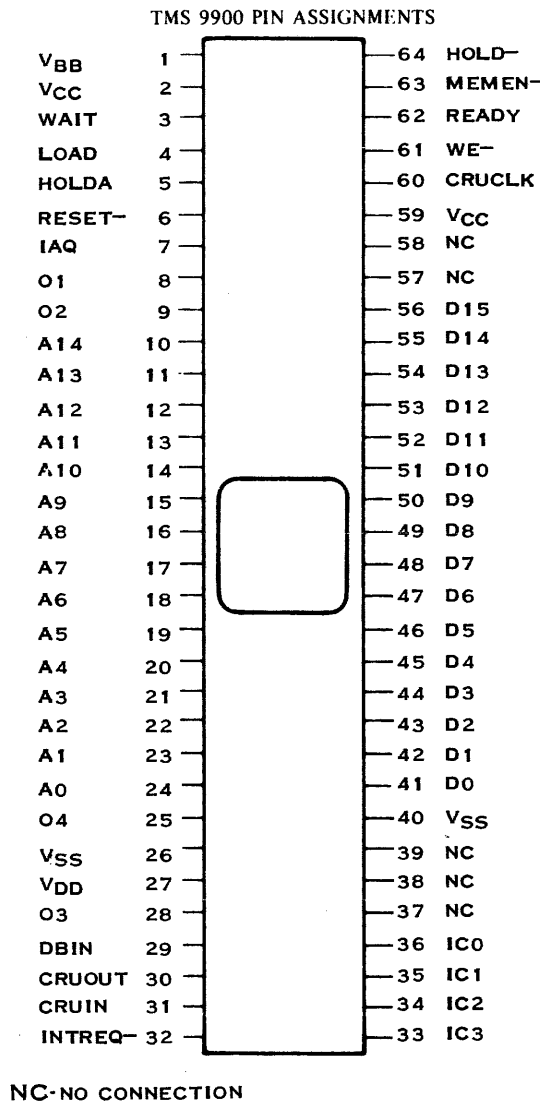 TMS 9900 PIN ASSIGNMENTS
VBB 1 64 HOLD-
VCC 2 63 MEMEN-
WAIT 3 62 READY
LOAD 4 61 WE-
HOLDA 5 60 CRUCLK
RESET- 6 59 VCC
IAQ 7 58 NC
O1 8 57 NC
O2 9 56 D15
A14 10 55 D14
A13 11 54 D13
A12 12 53 D12
A11 13 52 D11
A10 14 51 D10
A9 15 50 D9
A8 16 49 D8
A7 17 48 D7
A6 18 47 D6
A5 19 46 D5
A4 20 45 D4
A3 21 44 D3
A2 22 43 D2
A1 23 42 D1
A0 24 41 D0
O4 25 40 VSS
VSS 26 39 NC
VDD 27 38 NC
O3 28 37 NC
DBIN 29 36 IC0
CRUOUT 30 35 IC1
CRUIN 31 34 IC2
INTREQ- 32 33 IC3
NC-NO CONNECTION